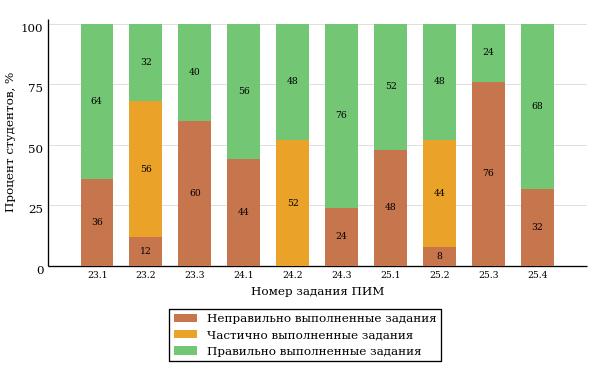 100
75
50
25
0
Процент студентов, %
64 32 40 56 48 76 52 48 24 68
36 56 60 44 52 24 48 44 76 32
12 8
23.1 23.2 23.3 24.1 24.2 24.3 25.1 25.2 25.3 25.4
Номер задания ПИМ
Неправильно выполненные задания
Частично выполненные задания
Правильно выполненные задания